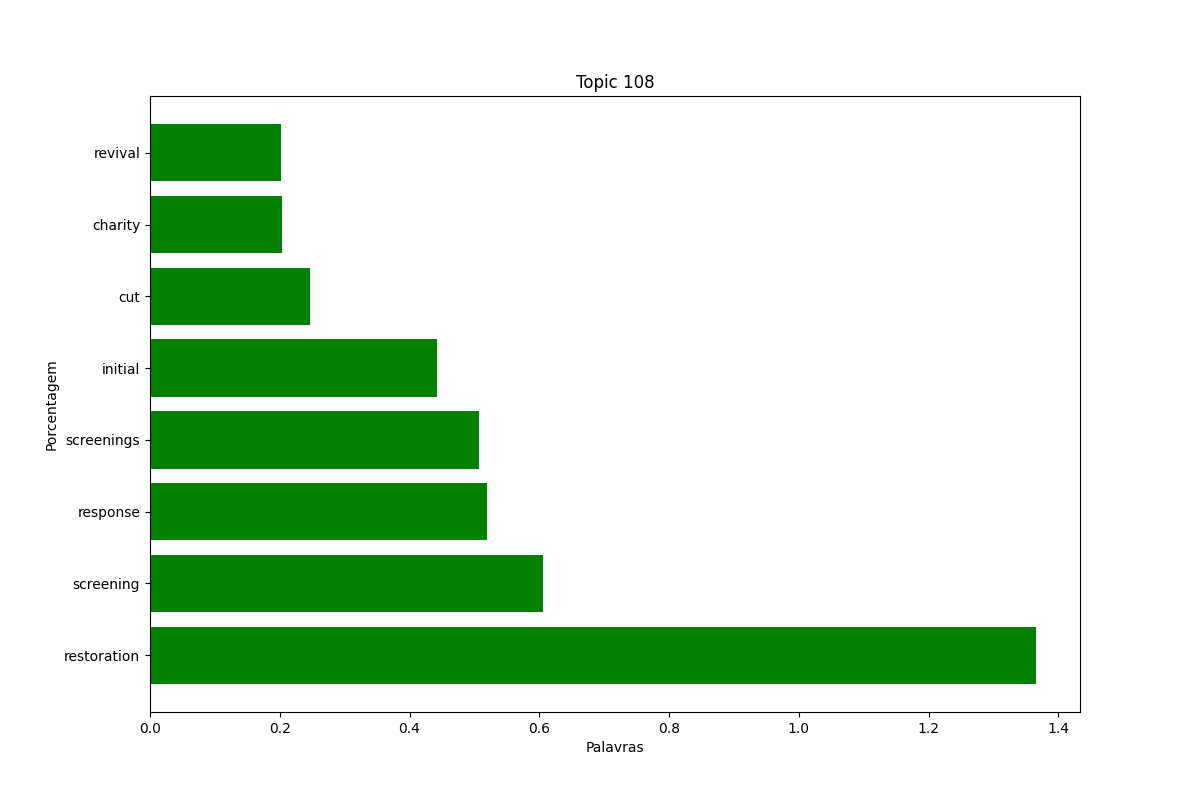 Topic 108
revival
charity
cut
initial
screenings
response
screening
restoration
Porcentagem
0.0 0.2 0.4 0.6 0.8 1.0 1.2 1.4
Palavras